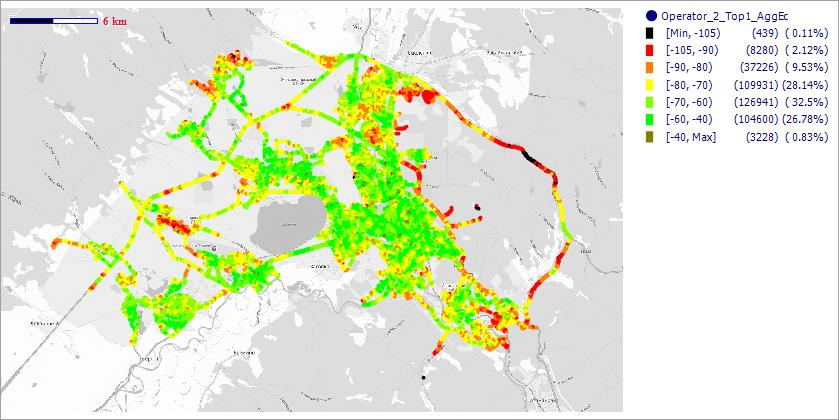 6 km
Operator_2_Top1_AggEc
[Min, -105) (439) ( 0.11%)
[-105, -90) (8280) ( 2.12%)
[-90, -80) (37226) ( 9.53%)
[-80, -70) (109931) (28.14%)
[-70, -60) (126941) ( 32.5%)
[-60, -40) (104600) (26.78%)
[-40, Max] (3228) ( 0.83%)